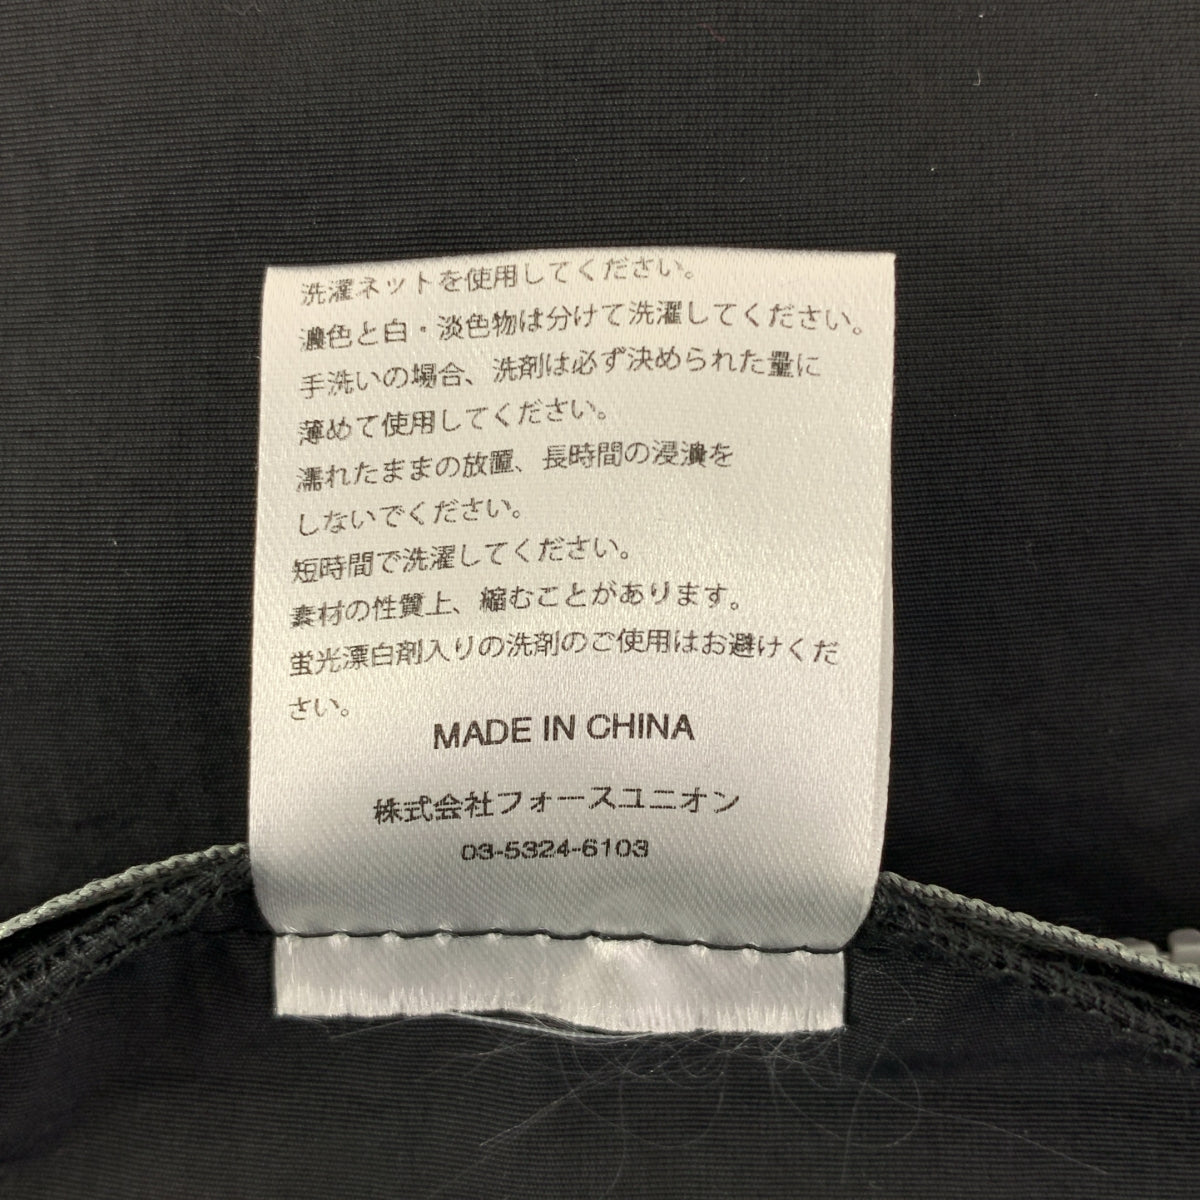 洗濯ネットを使用してください。
濃色と白・淡色物は分けて洗濯してください。
手洗いの場合、洗剤は必ず決められた量に
薄めて使用してください。
濡れたままの放置、長時間の浸漬を
しないでください。
短時間で洗濯してください。
素材の性質上、縮むことがあります。
蛍光漂白剤入りの洗剤のご使用はお避けくだ
さい。
MADE IN CHINA
株式会社フォースユニオン
03-5324-6103